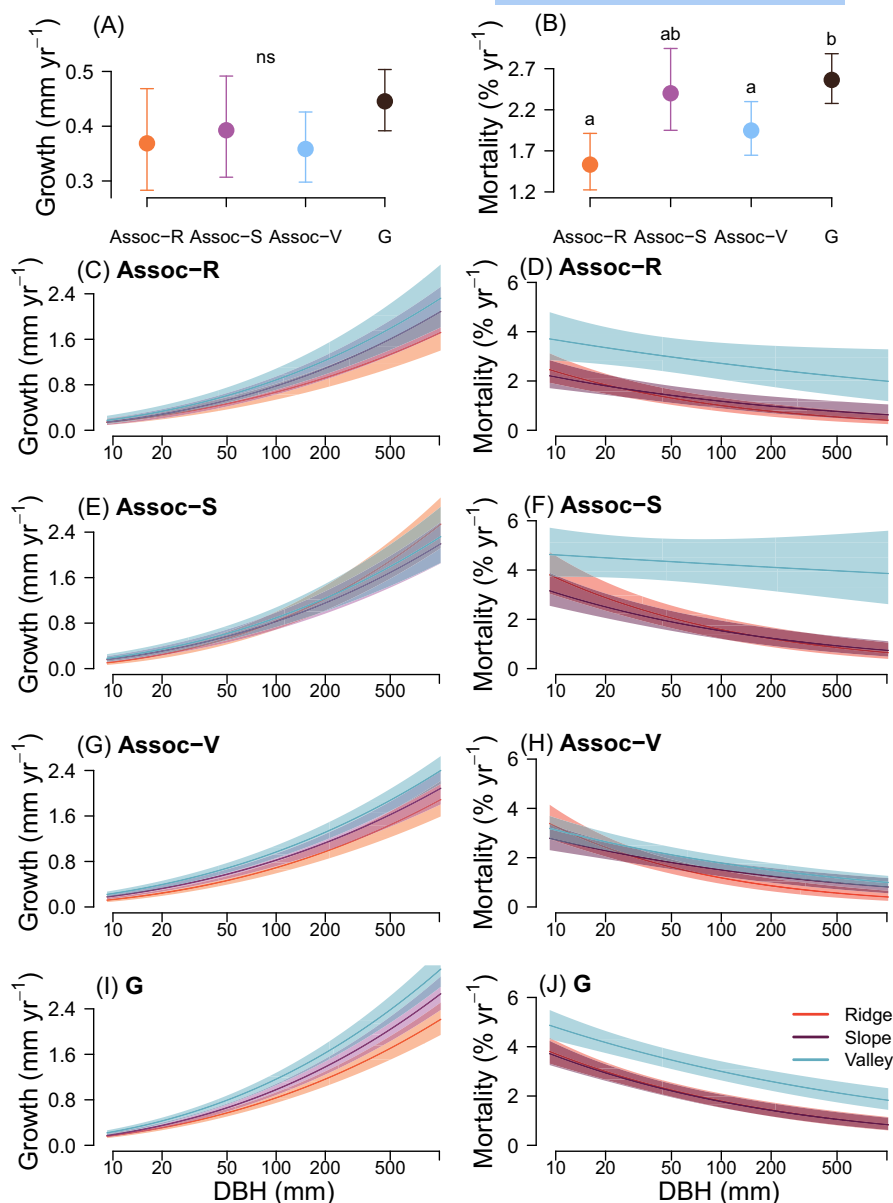 (A)
ns
Growth (mm yr⁻¹)
0.5
0.4
0.3
Assoc−R Assoc−S Assoc−V G
(B)
a
ab
a
b
Mortality (% yr⁻¹)
2.7
2.2
1.7
1.2
Assoc−R Assoc−S Assoc−V G
(C) Assoc−R
Growth (mm yr⁻¹)
2.4
1.6
0.8
0.0
10 20 50 100 200 500
(D) Assoc−R
Mortality (% yr⁻¹)
6
4
2
0
10 20 50 100 200 500
(E) Assoc−S
Growth (mm yr⁻¹)
2.4
1.6
0.8
0.0
10 20 50 100 200 500
(F) Assoc−S
Mortality (% yr⁻¹)
6
4
2
0
10 20 50 100 200 500
(G) Assoc−V
Growth (mm yr⁻¹)
2.4
1.6
0.8
0.0
10 20 50 100 200 500
(H) Assoc−V
Mortality (% yr⁻¹)
6
4
2
0
10 20 50 100 200 500
(I) G
Growth (mm yr⁻¹)
2.4
1.6
0.8
0.0
10 20 50 100 200 500
DBH (mm)
(J) G
Mortality (% yr⁻¹)
6
4
2
0
Ridge
Slope
Valley
10 20 50 100 200 500
DBH (mm)